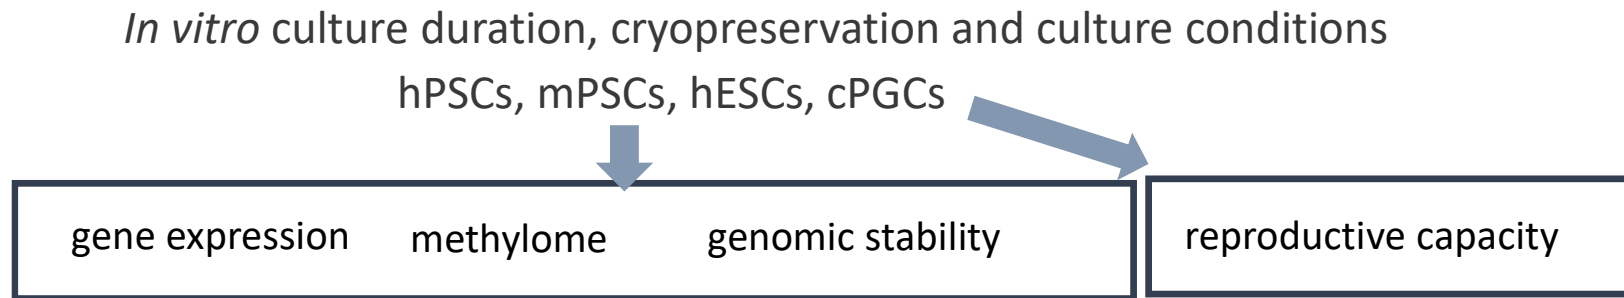 In vitro culture duration, cryopreservation and culture conditions
hPSCs, mPSCs, hESCs, cPGCs
gene expression methylome genomic stability reproductive capacity